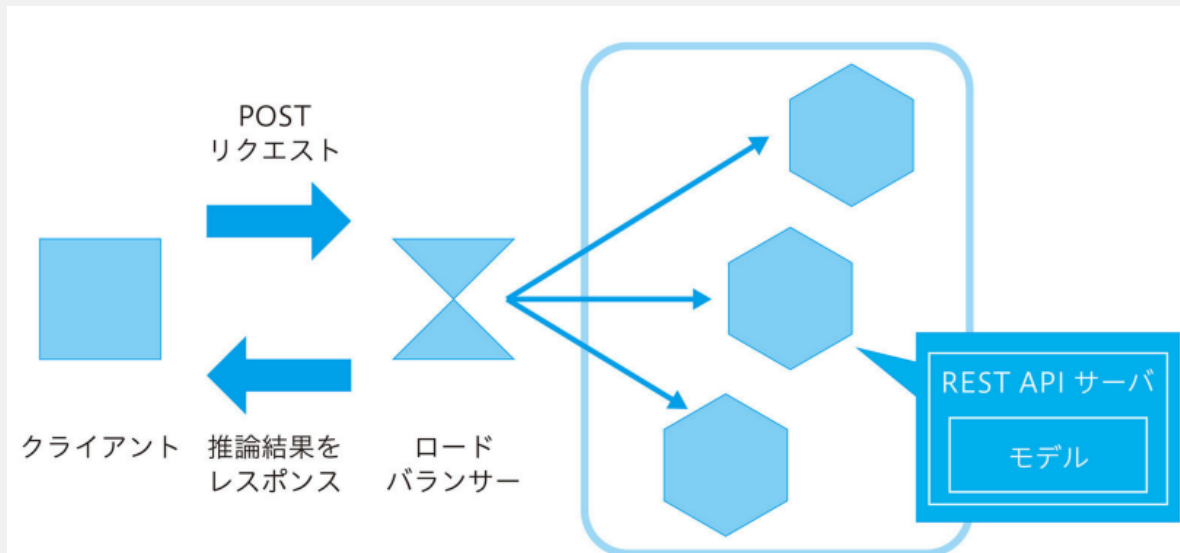 POST
リクエスト
クライアント
推論結果を
レスポンス
ロード
バランサー
REST API サーバ
モデル